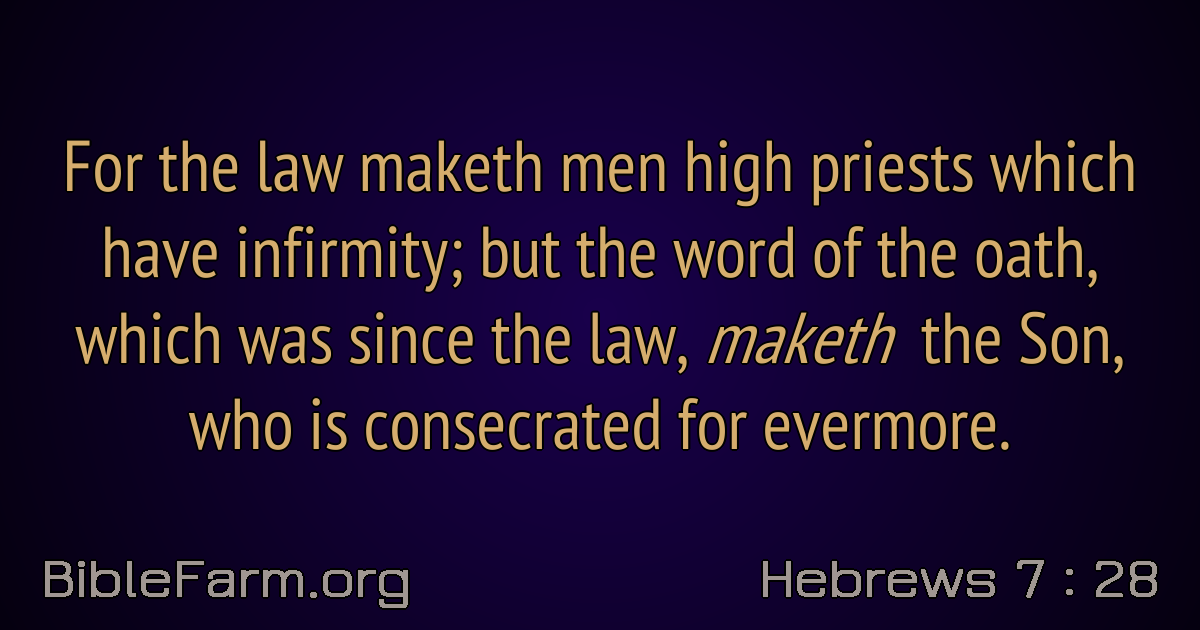 For the law maketh men high priests which
have infirmity; but the word of the oath,
which was since the law, maketh the Son,
who is consecrated for evermore.
BibleFarm.org
Hebrews 7 : 28